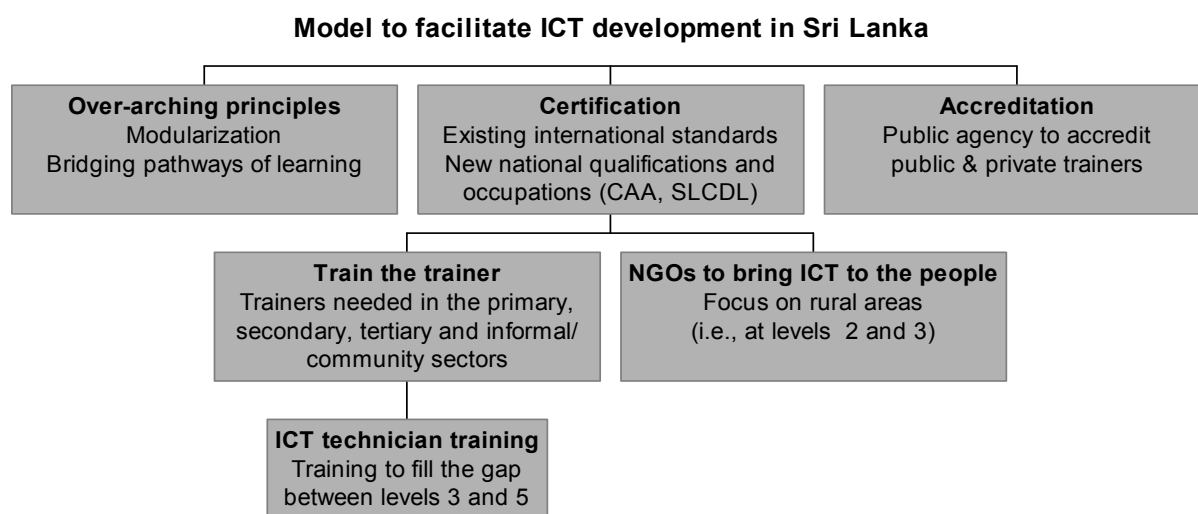 Model to facilitate ICT development in Sri Lanka
Over-arching principles
Modularization
Bridging pathways of learning
Certification
Existing international standards
New national qualifications and
occupations (CAA, SLCDL)
Accreditation
Public agency to accredit
public & private trainers
Train the trainer
Trainers needed in the primary,
secondary, tertiary and informal/
community sectors
NGOs to bring ICT to the people
Focus on rural areas
(i.e., at levels 2 and 3)
ICT technician training
Training to fill the gap
between levels 3 and 5